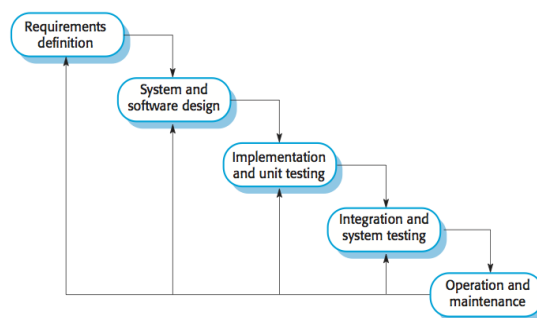 Requirements
definition
System and
software design
Implementation
and unit testing
Integration and
system testing
Operation and
maintenance